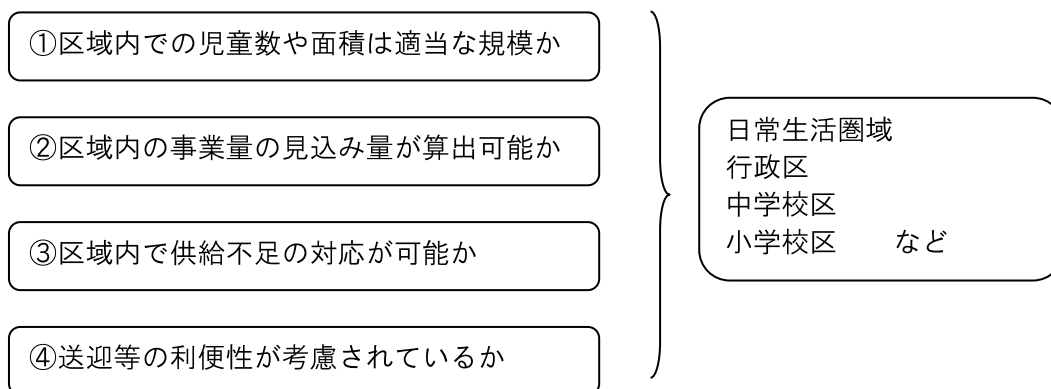 ①区域内での児童数や面積は適当な規模か
②区域内の事業量の見込み量が算出可能か
③区域内で供給不足の対応が可能か
④送迎等の利便性が考慮されているか
日常生活圏域
行政区
中学校区
小学校区　　など